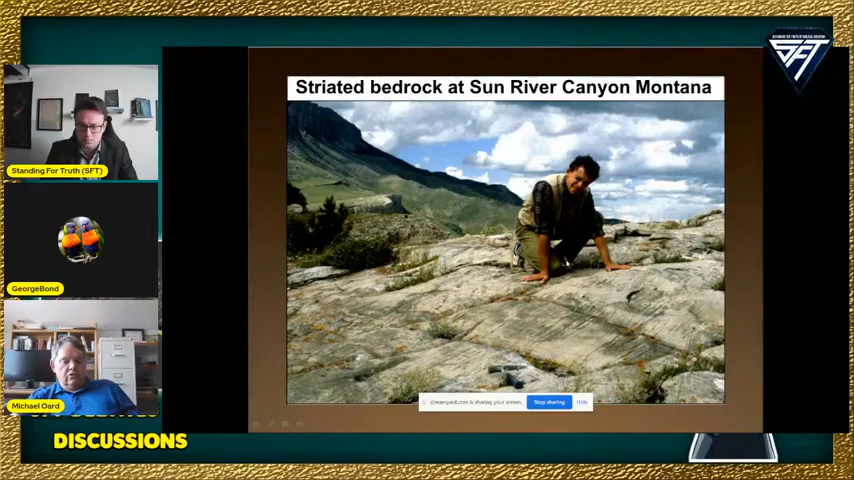 SFT
Striated bedrock at Sun River Canyon Montana
Standing For Truth (SFT)
GeorgeBond
Michael Oard
streamyard.com is sharing your screen.
Stop sharing
Hide
DISCUSSIONS